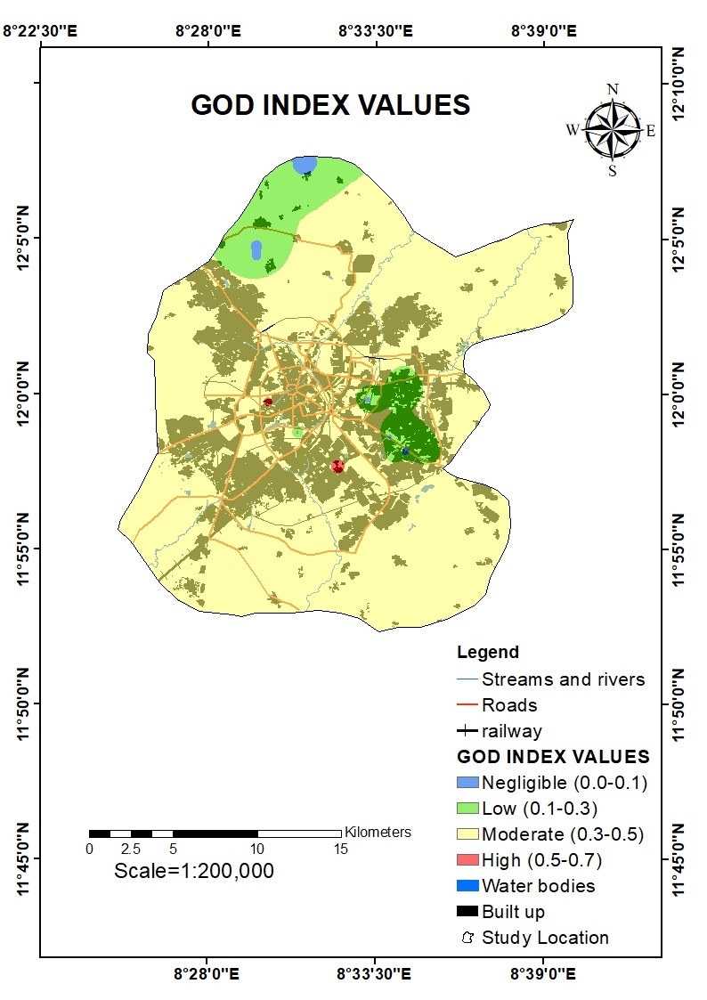 8°22'30"E 8°28'0"E 8°33'30"E 8°39'0"E
12°10'0"N
GOD INDEX VALUES
N
W E
S
12°5'0"N 12°5'0"N
12°0'0"N 12°0'0"N
11°55'0"N 11°55'0"N
Legend
Streams and rivers
Roads
railway
GOD INDEX VALUES
Negligible (0.0-0.1)
Low (0.1-0.3)
Moderate (0.3-0.5)
High (0.5-0.7)
Water bodies
Built up
Study Location
11°50'0"N 11°50'0"N
Kilometers
0 2.5 5 10 15
Scale=1:200,000
11°45'0"N 11°45'0"N
8°28'0"E 8°33'30"E 8°39'0"E